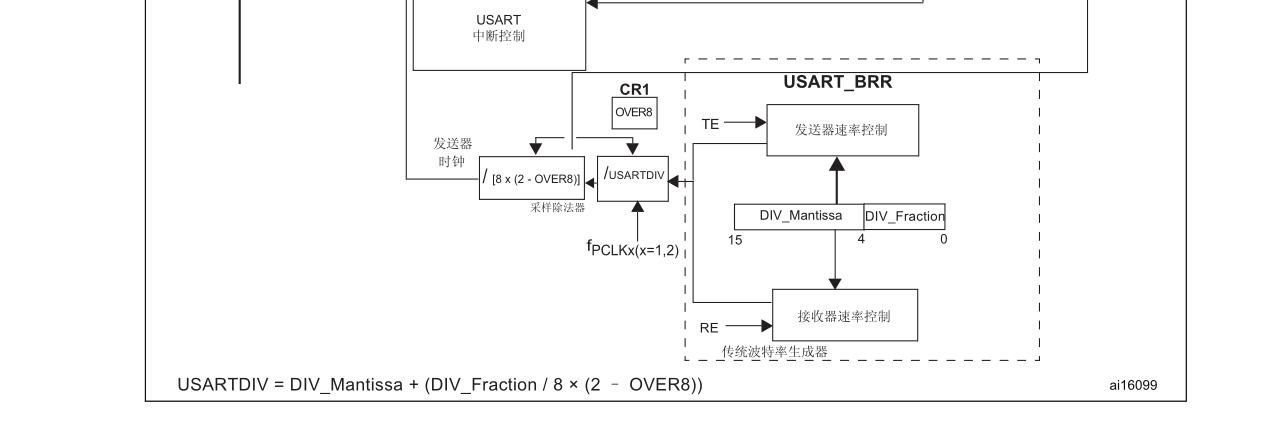 USART
中断控制
CR1
OVER8
USART_BRR
TE
发送器速率控制
发送器
时钟
/ [8 x (2 - OVER8)]
/USARTDIV
采样除法器
DIV_Mantissa
DIV_Fraction
15
4
0
fPCLKx(x=1,2)
接收器速率控制
RE
传统波特率生成器
USARTDIV = DIV_Mantissa + (DIV_Fraction / 8 × (2 – OVER8))
ai16099